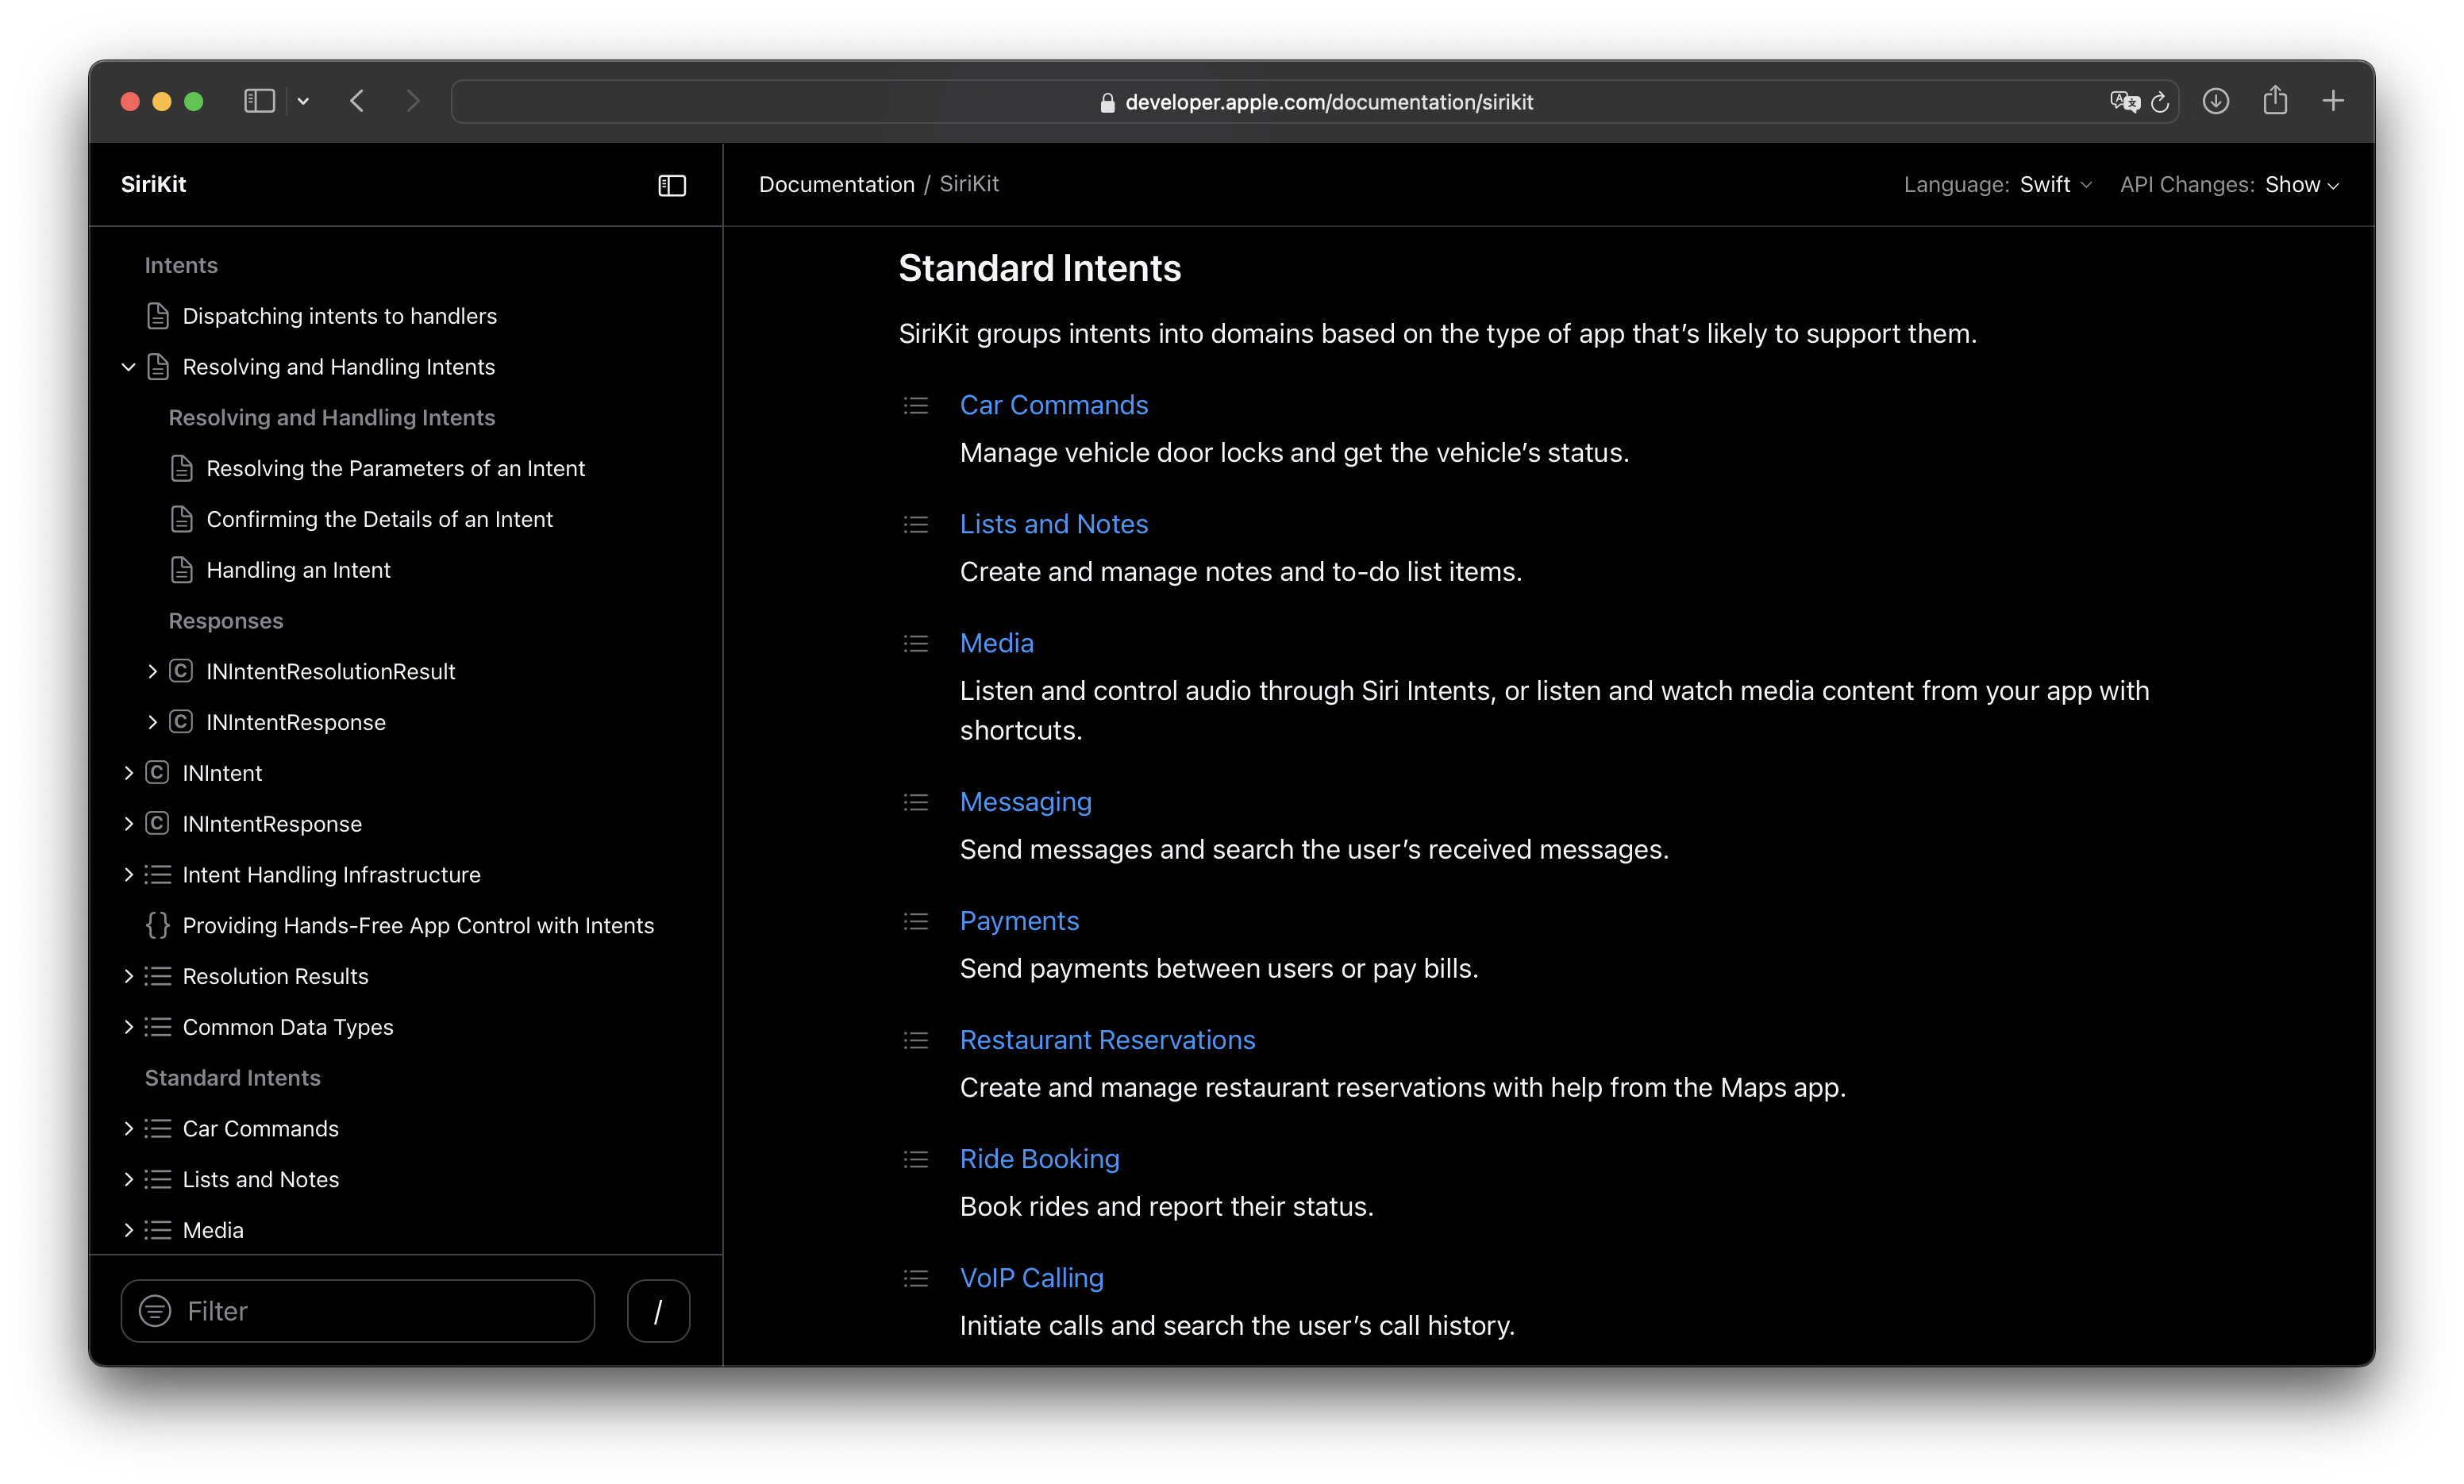 developer.apple.com/documentation/sirikit
SiriKit
Documentation / SiriKit
Language: Swift
API Changes: Show
Intents
Dispatching intents to handlers
Resolving and Handling Intents
Resolving and Handling Intents
Resolving the Parameters of an Intent
Confirming the Details of an Intent
Handling an Intent
Responses
C INIntentResolutionResult
C INIntentResponse
C INIntent
C INIntentResponse
Intent Handling Infrastructure
{} Providing Hands-Free App Control with Intents
Resolution Results
Common Data Types
Standard Intents
Car Commands
Lists and Notes
Media
Filter
/
Standard Intents
SiriKit groups intents into domains based on the type of app that’s likely to support them.
Car Commands
Manage vehicle door locks and get the vehicle’s status.
Lists and Notes
Create and manage notes and to-do list items.
Media
Listen and control audio through Siri Intents, or listen and watch media content from your app with
shortcuts.
Messaging
Send messages and search the user’s received messages.
Payments
Send payments between users or pay bills.
Restaurant Reservations
Create and manage restaurant reservations with help from the Maps app.
Ride Booking
Book rides and report their status.
VoIP Calling
Initiate calls and search the user’s call history.